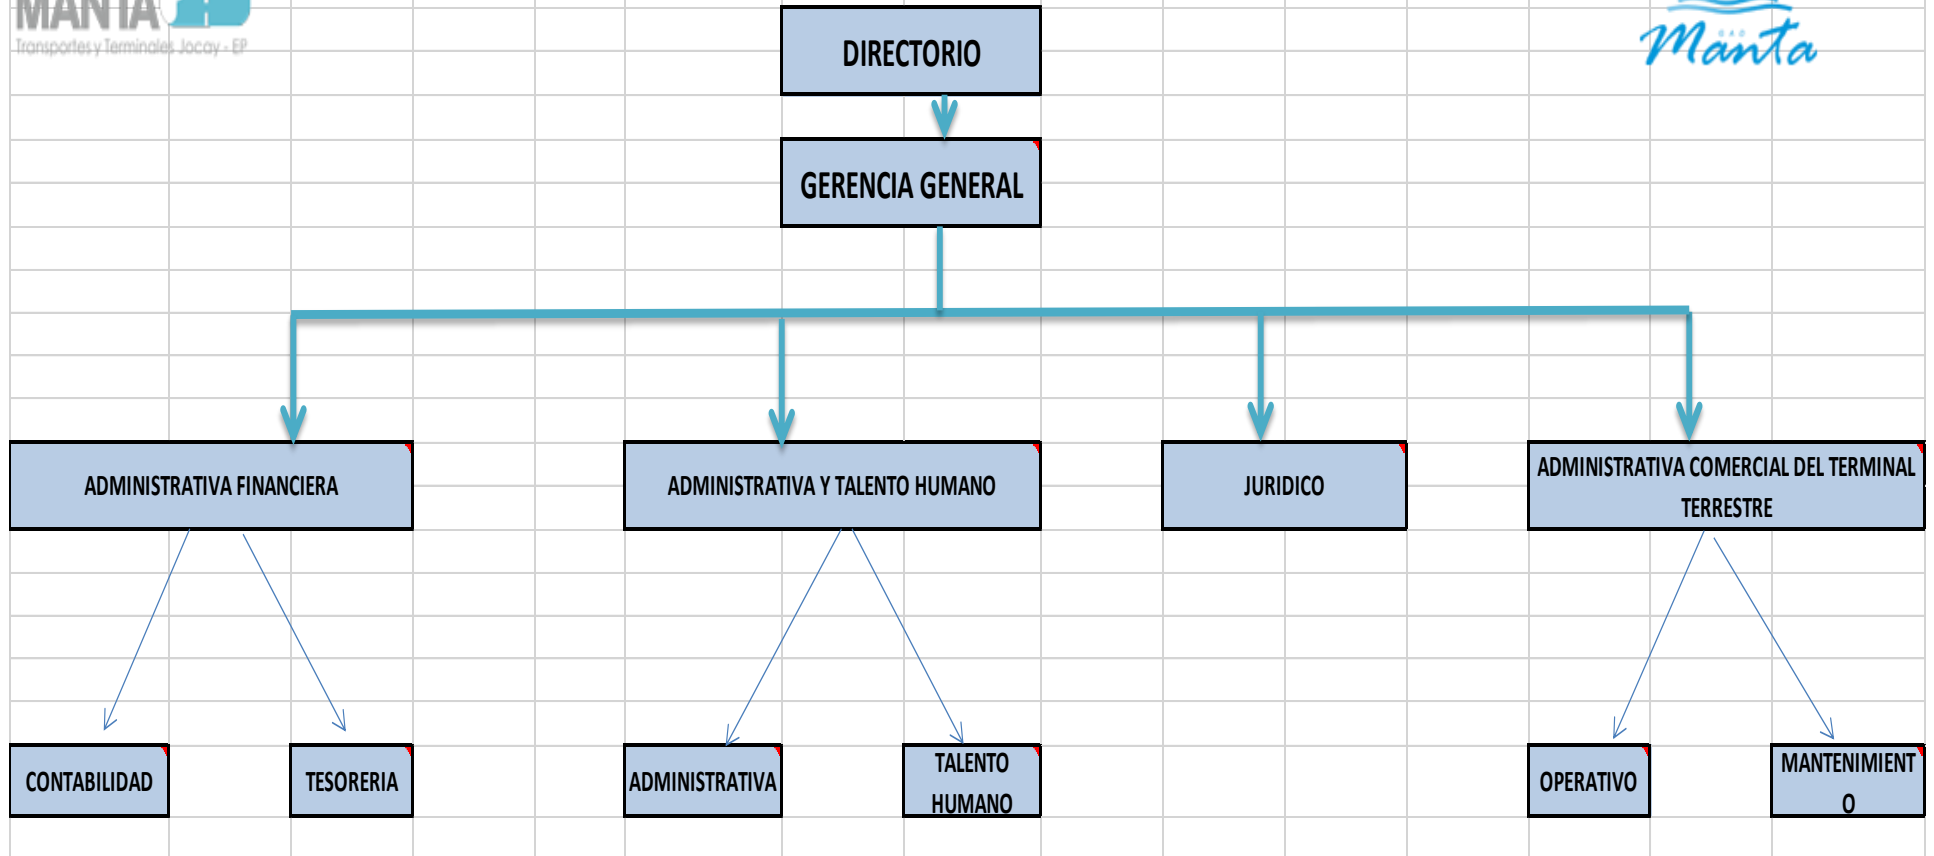 MANTA
Transportes y Terminales Jocay - EP
GAD
Manta
DIRECTORIO
GERENCIA GENERAL
ADMINISTRATIVA FINANCIERA
ADMINISTRATIVA Y TALENTO HUMANO
JURIDICO
ADMINISTRATIVA COMERCIAL DEL TERMINAL
TERRESTRE
CONTABILIDAD
TESORERIA
ADMINISTRATIVA
TALENTO
HUMANO
OPERATIVO
MANTENIMIENT
O